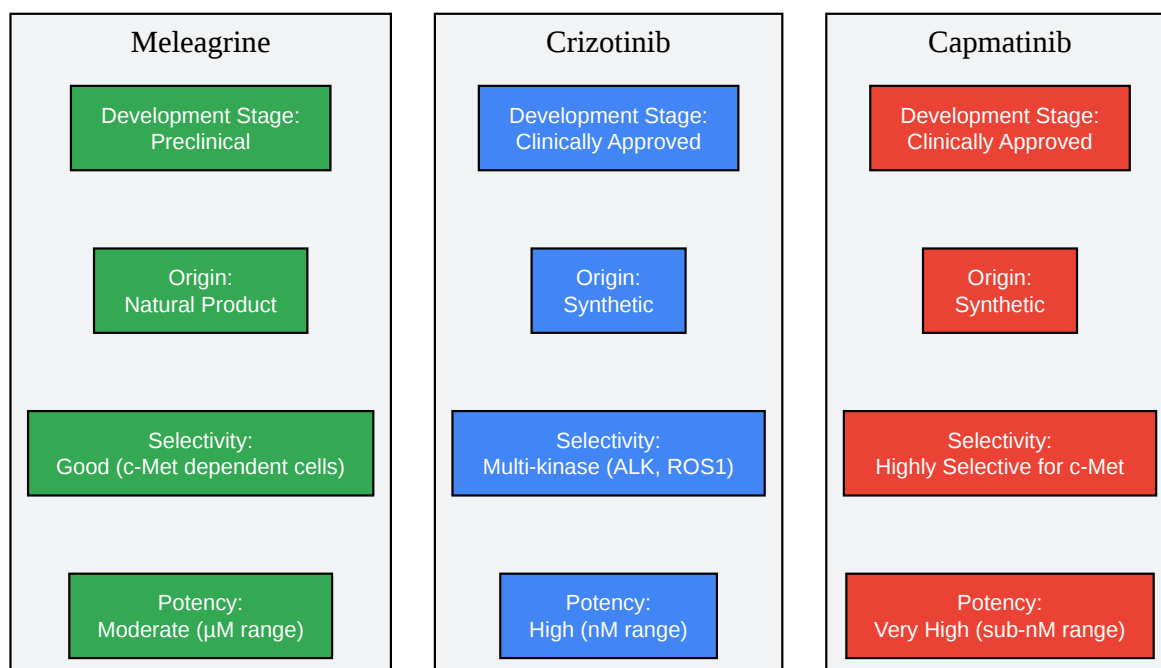 Meleagrine
Development Stage:
Preclinical
Origin:
Natural Product
Selectivity:
Good (c-Met dependent cells)
Potency:
Moderate (µM range)
Crizotinib
Development Stage:
Clinically Approved
Origin:
Synthetic
Selectivity:
Multi-kinase (ALK, ROS1)
Potency:
High (nM range)
Capmatinib
Development Stage:
Clinically Approved
Origin:
Synthetic
Selectivity:
Highly Selective for c-Met
Potency:
Very High (sub-nM range)